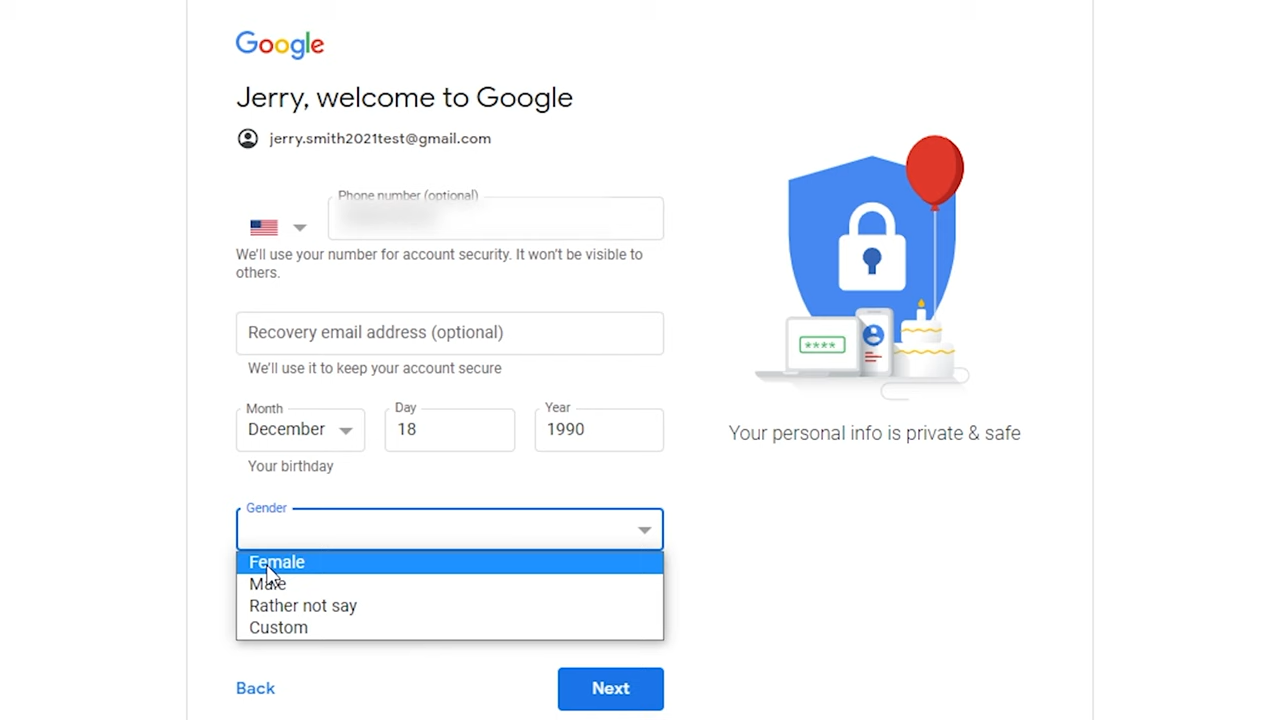 Google
Jerry, welcome to Google
jerry.smith2021test@gmail.com
Phone number (optional)
We'll use your number for account security. It won't be visible to
others.
Recovery email address (optional)
We'll use it to keep your account secure
Month
Day
Year
December
18
1990
Your birthday
Gender
Female
Male
Rather not say
Custom
Back
Next
****
Your personal info is private & safe